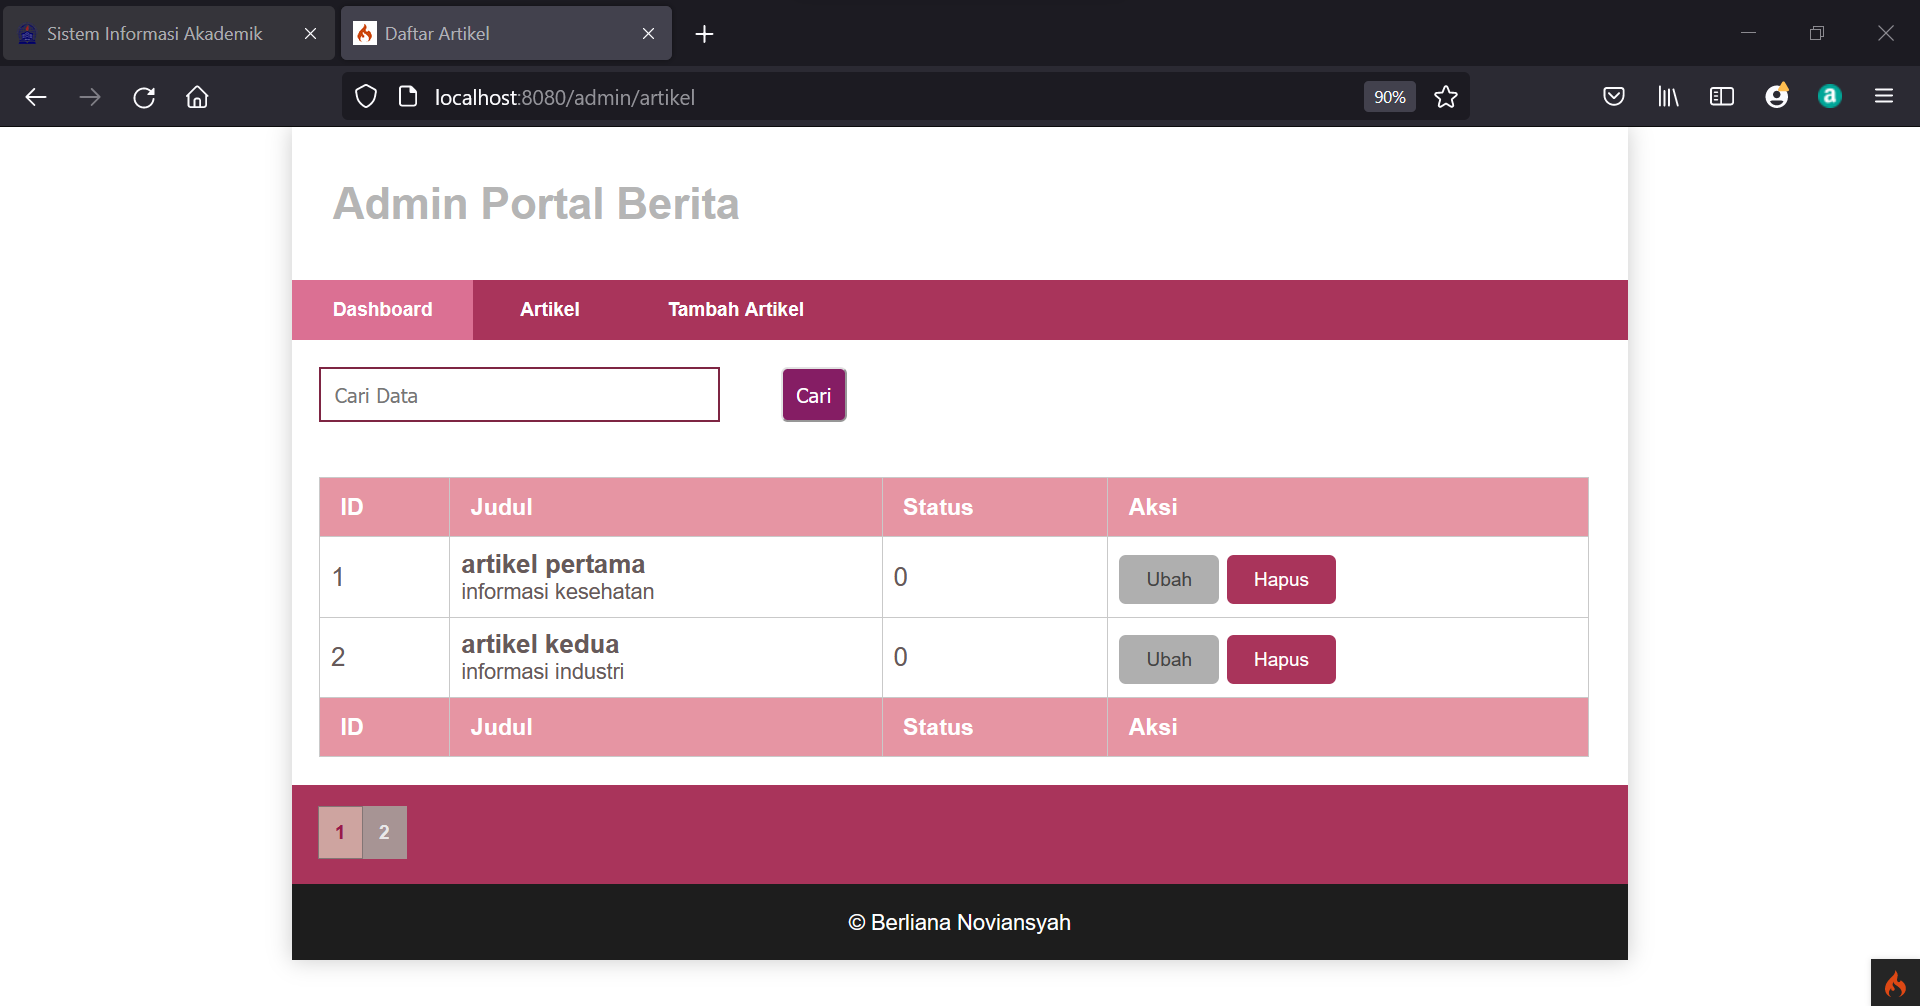 Sistem Informasi Akademik
Daftar Artikel
localhost:8080/admin/artikel
90%
Admin Portal Berita
Dashboard Artikel Tambah Artikel
Cari Data Cari
ID Judul Status Aksi
1 artikel pertama 0 Ubah Hapus
informasi kesehatan
2 artikel kedua 0 Ubah Hapus
informasi industri
ID Judul Status Aksi
1 2
© Berliana Noviansyah